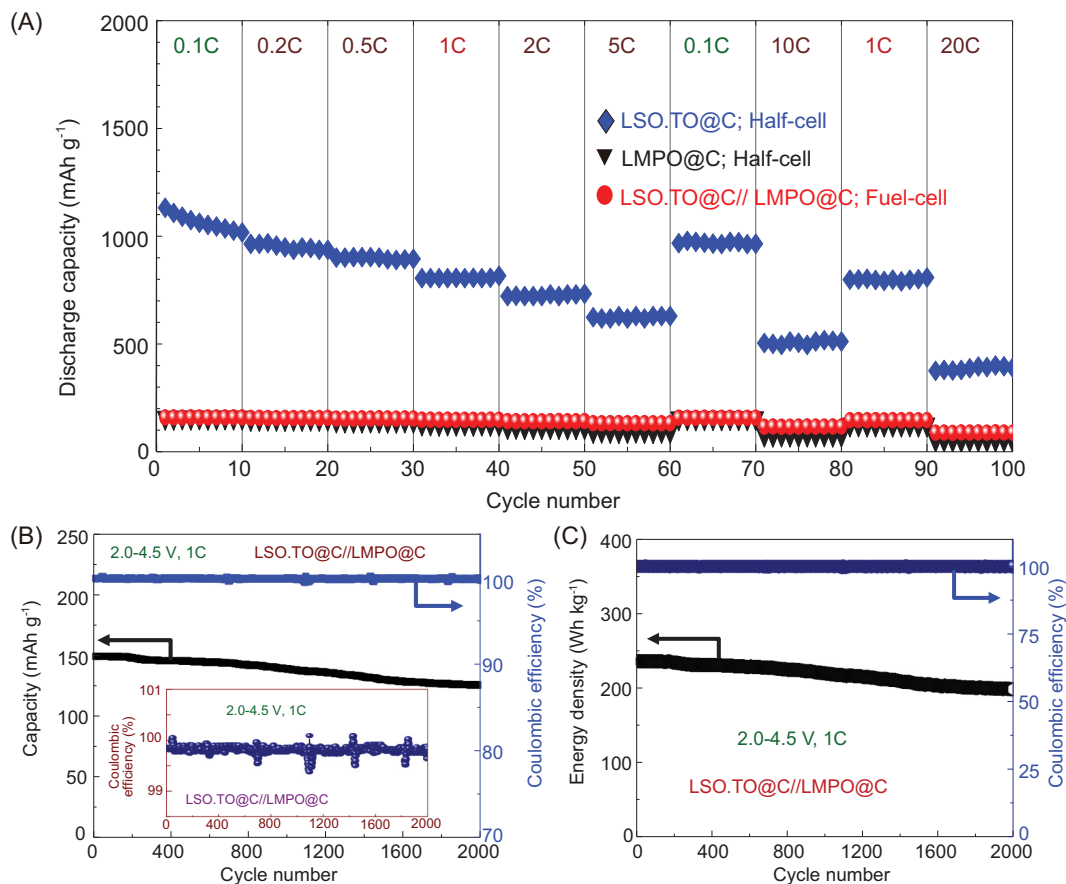 (A)
2000
1500
1000
500
0
Discharge capacity (mAh g⁻¹)
0.1C 0.2C 0.5C 1C 2C 5C 0.1C 10C 1C 20C
LSO.TO@C; Half-cell
LMPO@C; Half-cell
LSO.TO@C// LMPO@C; Fuel-cell
0 10 20 30 40 50 60 70 80 90 100
Cycle number
(B)
250
200
150
125
75
0
Capacity (mAh g⁻¹)
2.0-4.5 V, 1C LSO.TO@C//LMPO@C
100
90
80
70
Coulombic efficiency (%)
101
100
99
Coulombic
efficiency (%)
2.0-4.5 V, 1C
LSO.TO@C//LMPO@C
0 400 800 1200 1600 2000
0 400 800 1200 1600 2000
Cycle number
(C)
400
300
200
100
0
Energy density (Wh kg⁻¹)
100
75
50
25
0
Coulombic efficiency (%)
2.0-4.5 V, 1C
LSO.TO@C//LMPO@C
0 400 800 1200 1600 2000
Cycle number